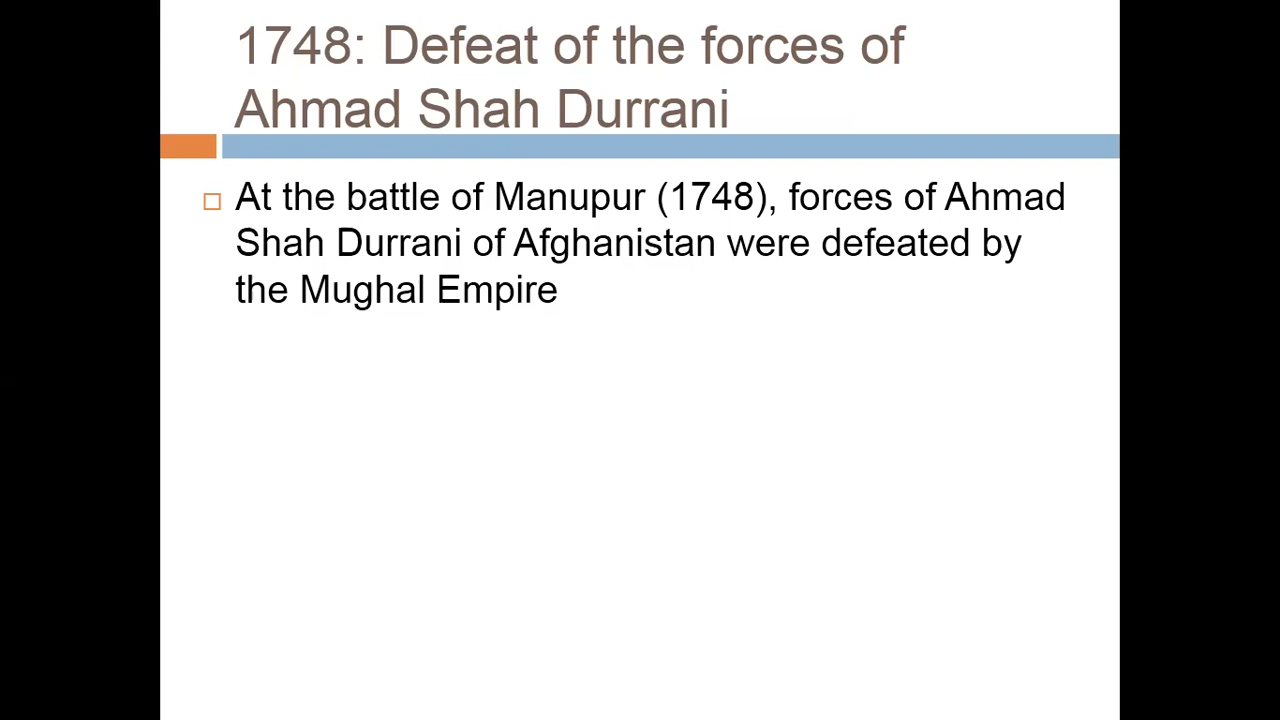 1748: Defeat of the forces of
Ahmad Shah Durrani
At the battle of Manupur (1748), forces of Ahmad
Shah Durrani of Afghanistan were defeated by
the Mughal Empire